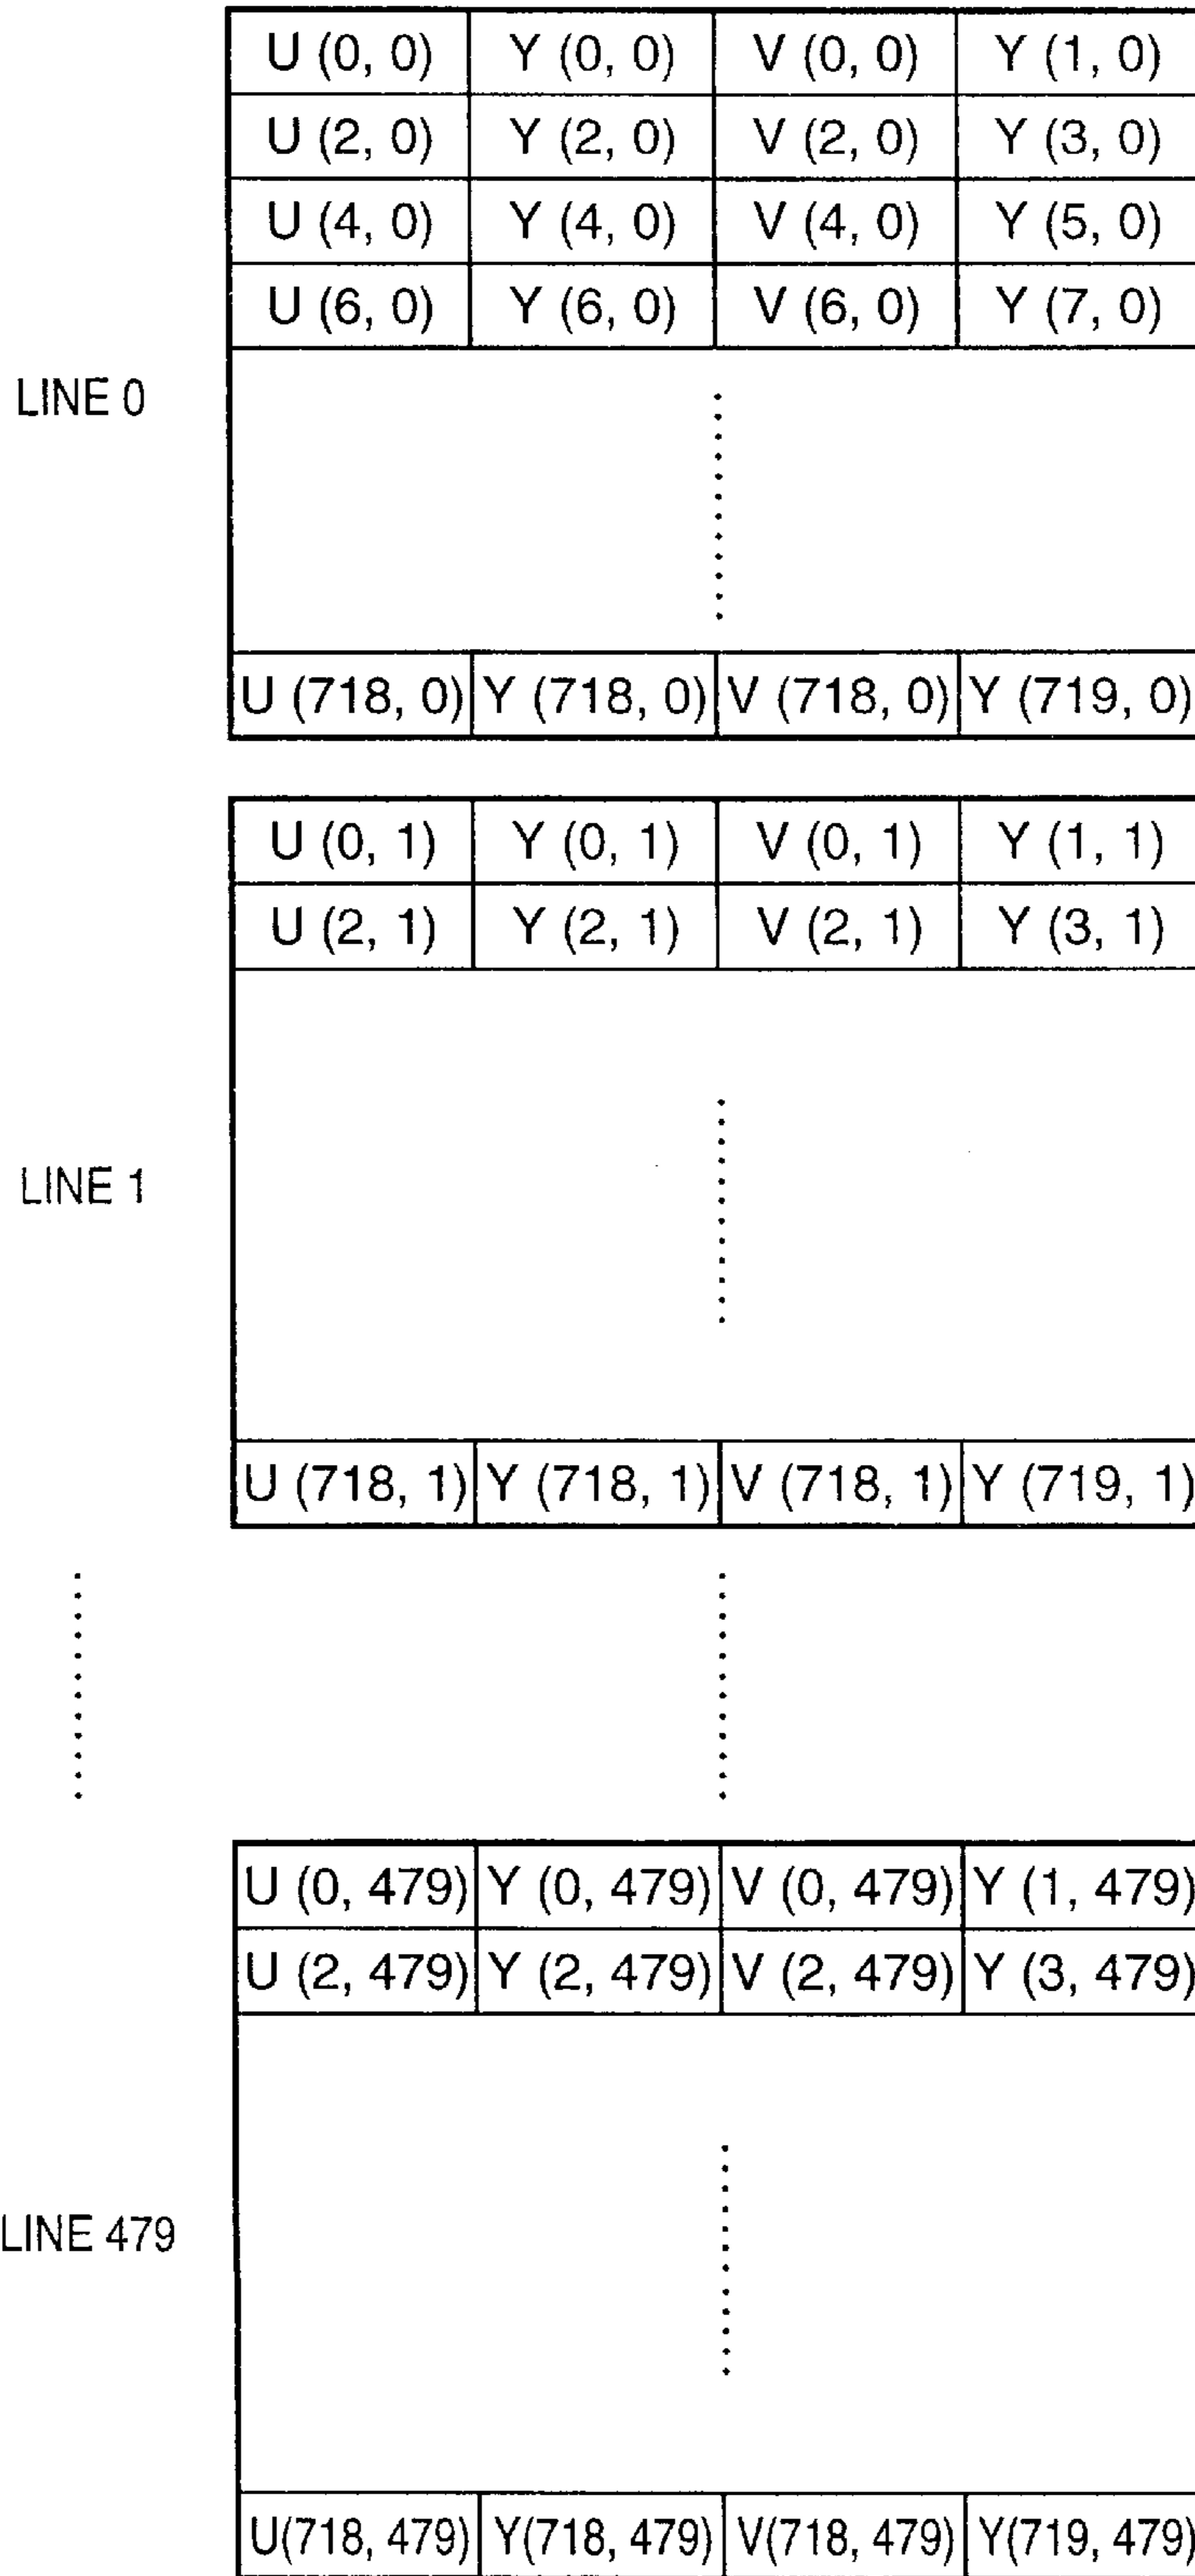 U (0, 0) Y (0, 0) V (0, 0) Y (1, 0)
U (2, 0) Y (2, 0) V (2, 0) Y (3, 0)
U (4, 0) Y (4, 0) V (4, 0) Y (5, 0)
U (6, 0) Y (6, 0) V (6, 0) Y (7, 0)
LINE 0
U (718, 0) Y (718, 0) V (718, 0) Y (719, 0)
U (0, 1) Y (0, 1) V (0, 1) Y (1, 1)
U (2, 1) Y (2, 1) V (2, 1) Y (3, 1)
LINE 1
U (718, 1) Y (718, 1) V (718, 1) Y (719, 1)
U (0, 479) Y (0, 479) V (0, 479) Y (1, 479)
U (2, 479) Y (2, 479) V (2, 479) Y (3, 479)
LINE 479
U(718, 479) Y(718, 479) V(718, 479) Y(719, 479)